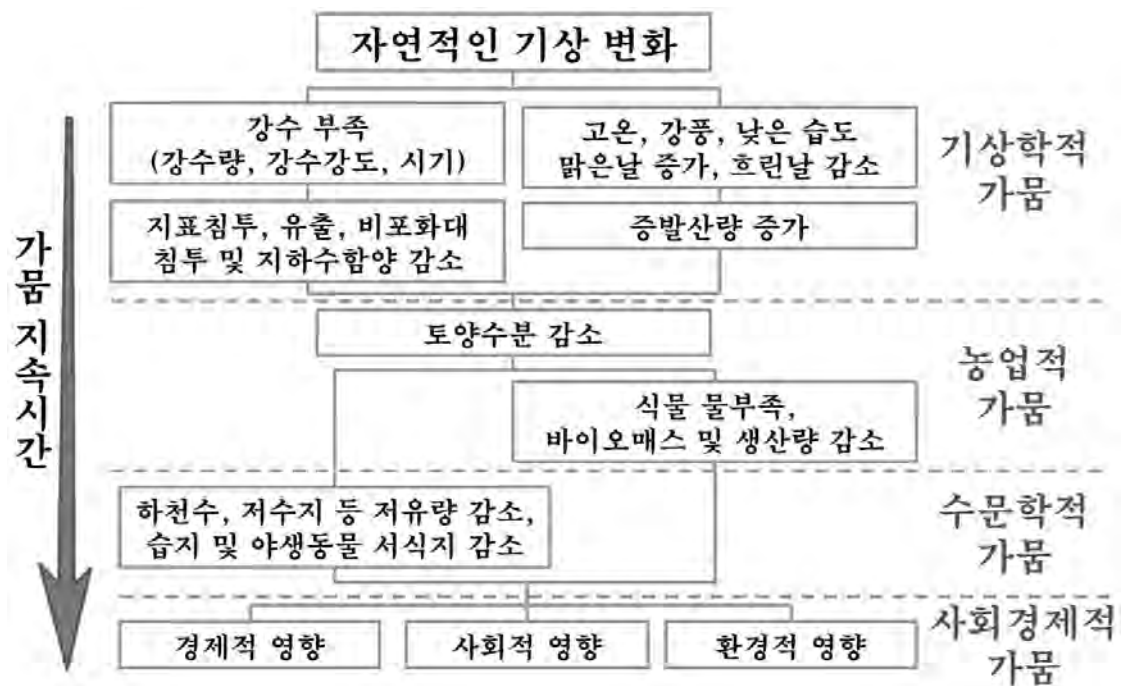 자연적인 기상 변화
강수 부족
(강수량, 강수강도, 시기)
고온, 강풍, 낮은 습도
맑은날 증가, 흐린날 감소
기상학적
가뭄
지표침투, 유출, 비포화대
침투 및 지하수함양 감소
증발산량 증가
가뭄 지속시간
토양수분 감소
농업적
가뭄
식물 물부족,
바이오매스 및 생산량 감소
하천수, 저수지 등 저유량 감소,
습지 및 야생동물 서식지 감소
수문학적
가뭄
경제적 영향
사회적 영향
환경적 영향
사회경제적
가뭄